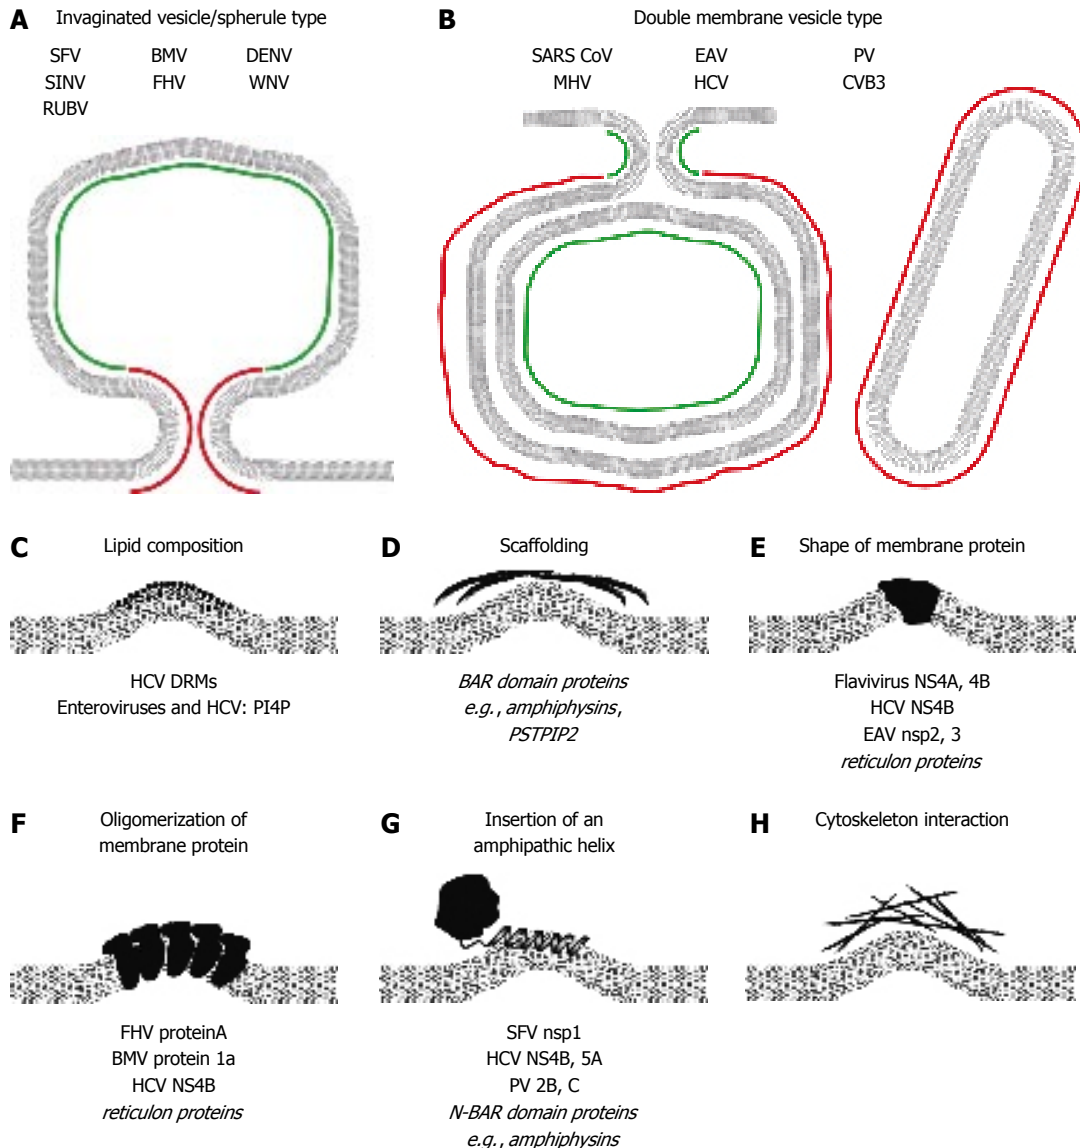 A Invaginated vesicle/spherule type
SFV BMV DENV
SINV FHV WNV
RUBV
B Double membrane vesicle type
SARS CoV EAV PV
MHV HCV CVB3
C Lipid composition
HCV DRMs
Enteroviruses and HCV: PI4P
D Scaffolding
BAR domain proteins
e.g., amphiphysins,
PSTPIP2
E Shape of membrane protein
Flavivirus NS4A, 4B
HCV NS4B
EAV nsp2, 3
reticulon proteins
F Oligomerization of
membrane protein
FHV proteinA
BMV protein 1a
HCV NS4B
reticulon proteins
G Insertion of an
amphipathic helix
SFV nsp1
HCV NS4B, 5A
PV 2B, C
N-BAR domain proteins
e.g., amphiphysins
H Cytoskeleton interaction